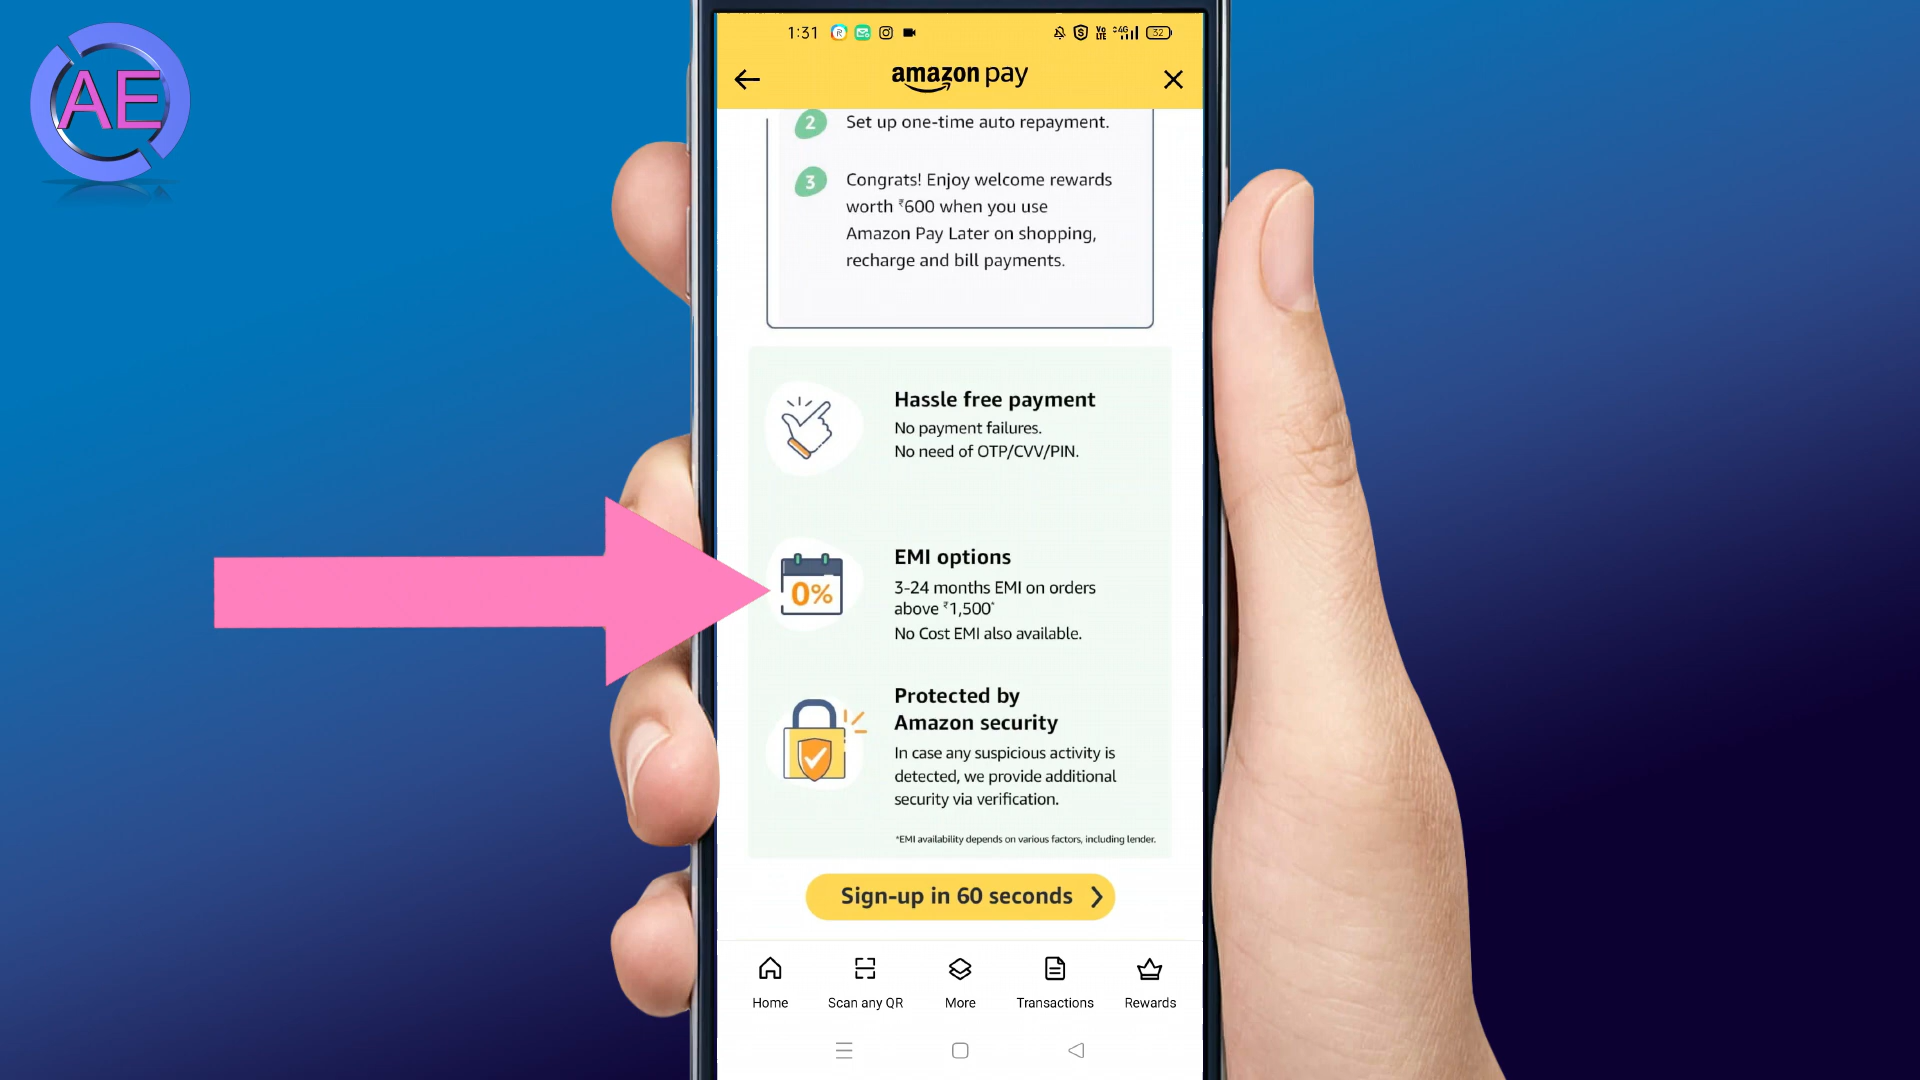 AE
1:31
VoLTE 4G 32
amazon pay
2 Set up one-time auto repayment.
3 Congrats! Enjoy welcome rewards
worth ₹600 when you use
Amazon Pay Later on shopping,
recharge and bill payments.
Hassle free payment
No payment failures.
No need of OTP/CVV/PIN.
0%
EMI options
3-24 months EMI on orders
above ₹1,500*
No Cost EMI also available.
Protected by
Amazon security
In case any suspicious activity is
detected, we provide additional
security via verification.
*EMI availability depends on various factors, including lender.
Sign-up in 60 seconds
Home Scan any QR More Transactions Rewards